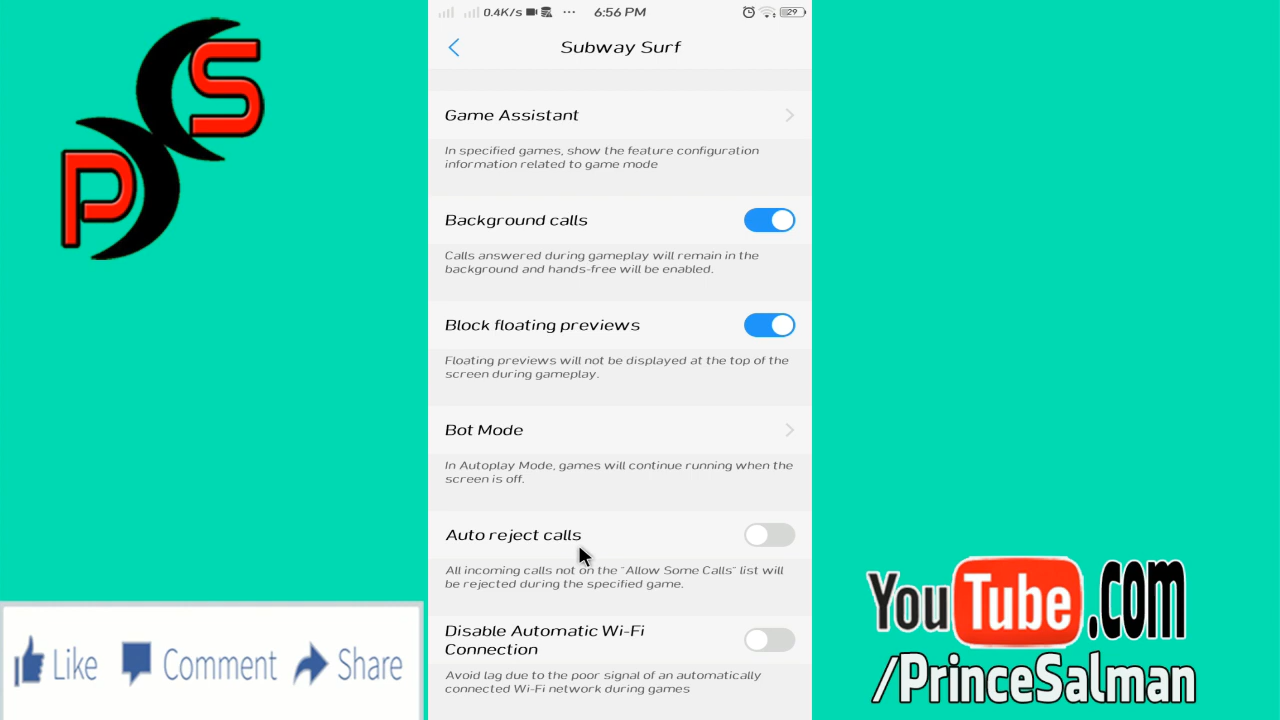 PS
0.4K/s ... 6:56 PM 29
Subway Surf
Game Assistant
In specified games, show the feature configuration
information related to game mode
Background calls
Calls answered during gameplay will remain in the
background and hands-free will be enabled.
Block floating previews
Floating previews will not be displayed at the top of the
screen during gameplay.
Bot Mode
In Autoplay Mode, games will continue running when the
screen is off.
Auto reject calls
All incoming calls not on the "Allow Some Calls" list will
be rejected during the specified game.
Disable Automatic Wi-Fi
Connection
Avoid lag due to the poor signal of an automatically
connected Wi-Fi network during games
Like Comment Share
YouTube.com
/PrinceSalman